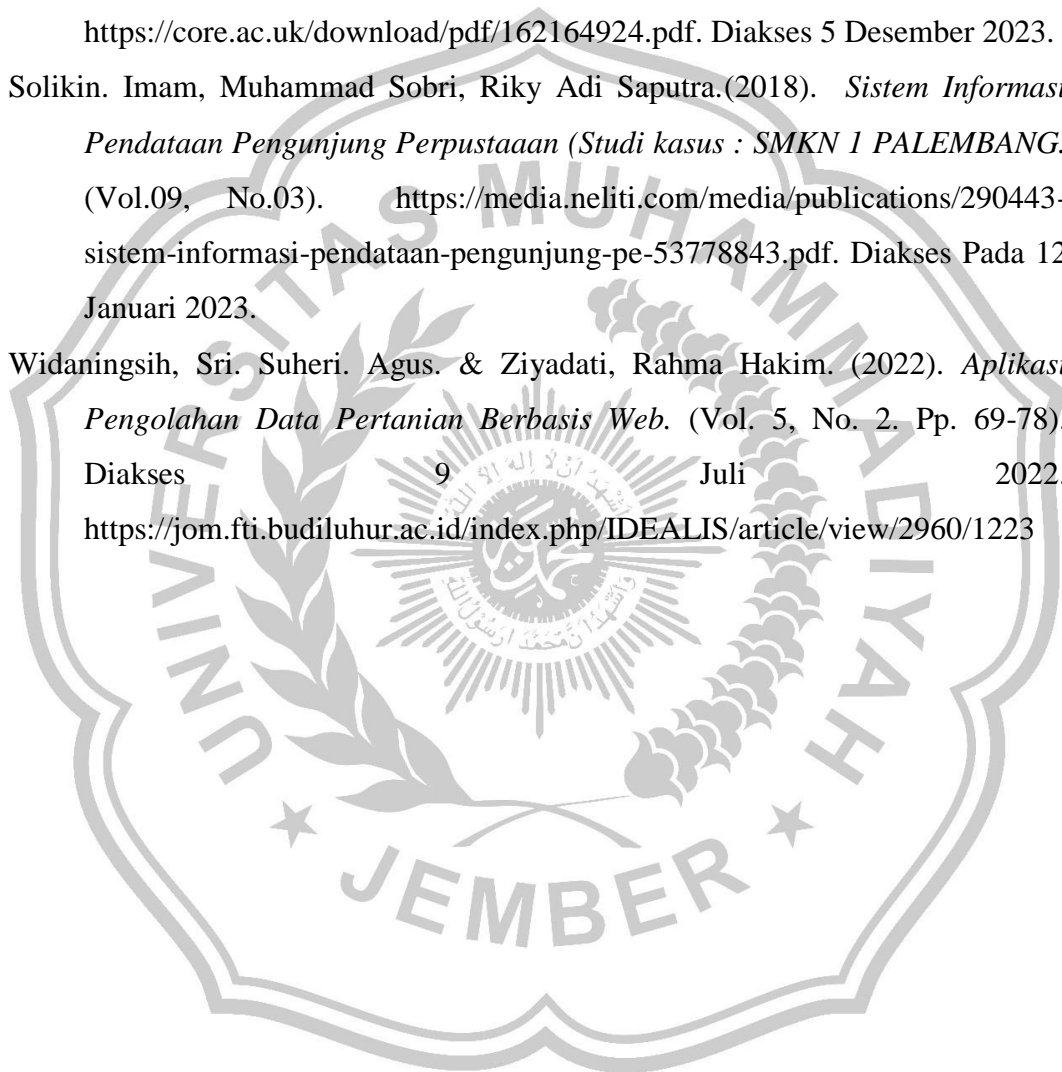 https://core.ac.uk/download/pdf/162164924.pdf. Diakses 5 Desember 2023.
Solikin. Imam, Muhammad Sobri, Riky Adi Saputra.(2018). Sistem Informasi
Pendataan Pengunjung Perpustaaan (Studi kasus : SMKN 1 PALEMBANG.
(Vol.09, No.03). https://media.neliti.com/media/publications/290443-
sistem-informasi-pendataan-pengunjung-pe-53778843.pdf. Diakses Pada 12
Januari 2023.
Widaningsih, Sri. Suheri. Agus. & Ziyadati, Rahma Hakim. (2022). Aplikasi
Pengolahan Data Pertanian Berbasis Web. (Vol. 5, No. 2. Pp. 69-78).
Diakses 9 Juli 2022.
https://jom.fti.budiluhur.ac.id/index.php/IDEALIS/article/view/2960/1223
UNIVERSITAS MUHAMMADIYAH
JEMBER